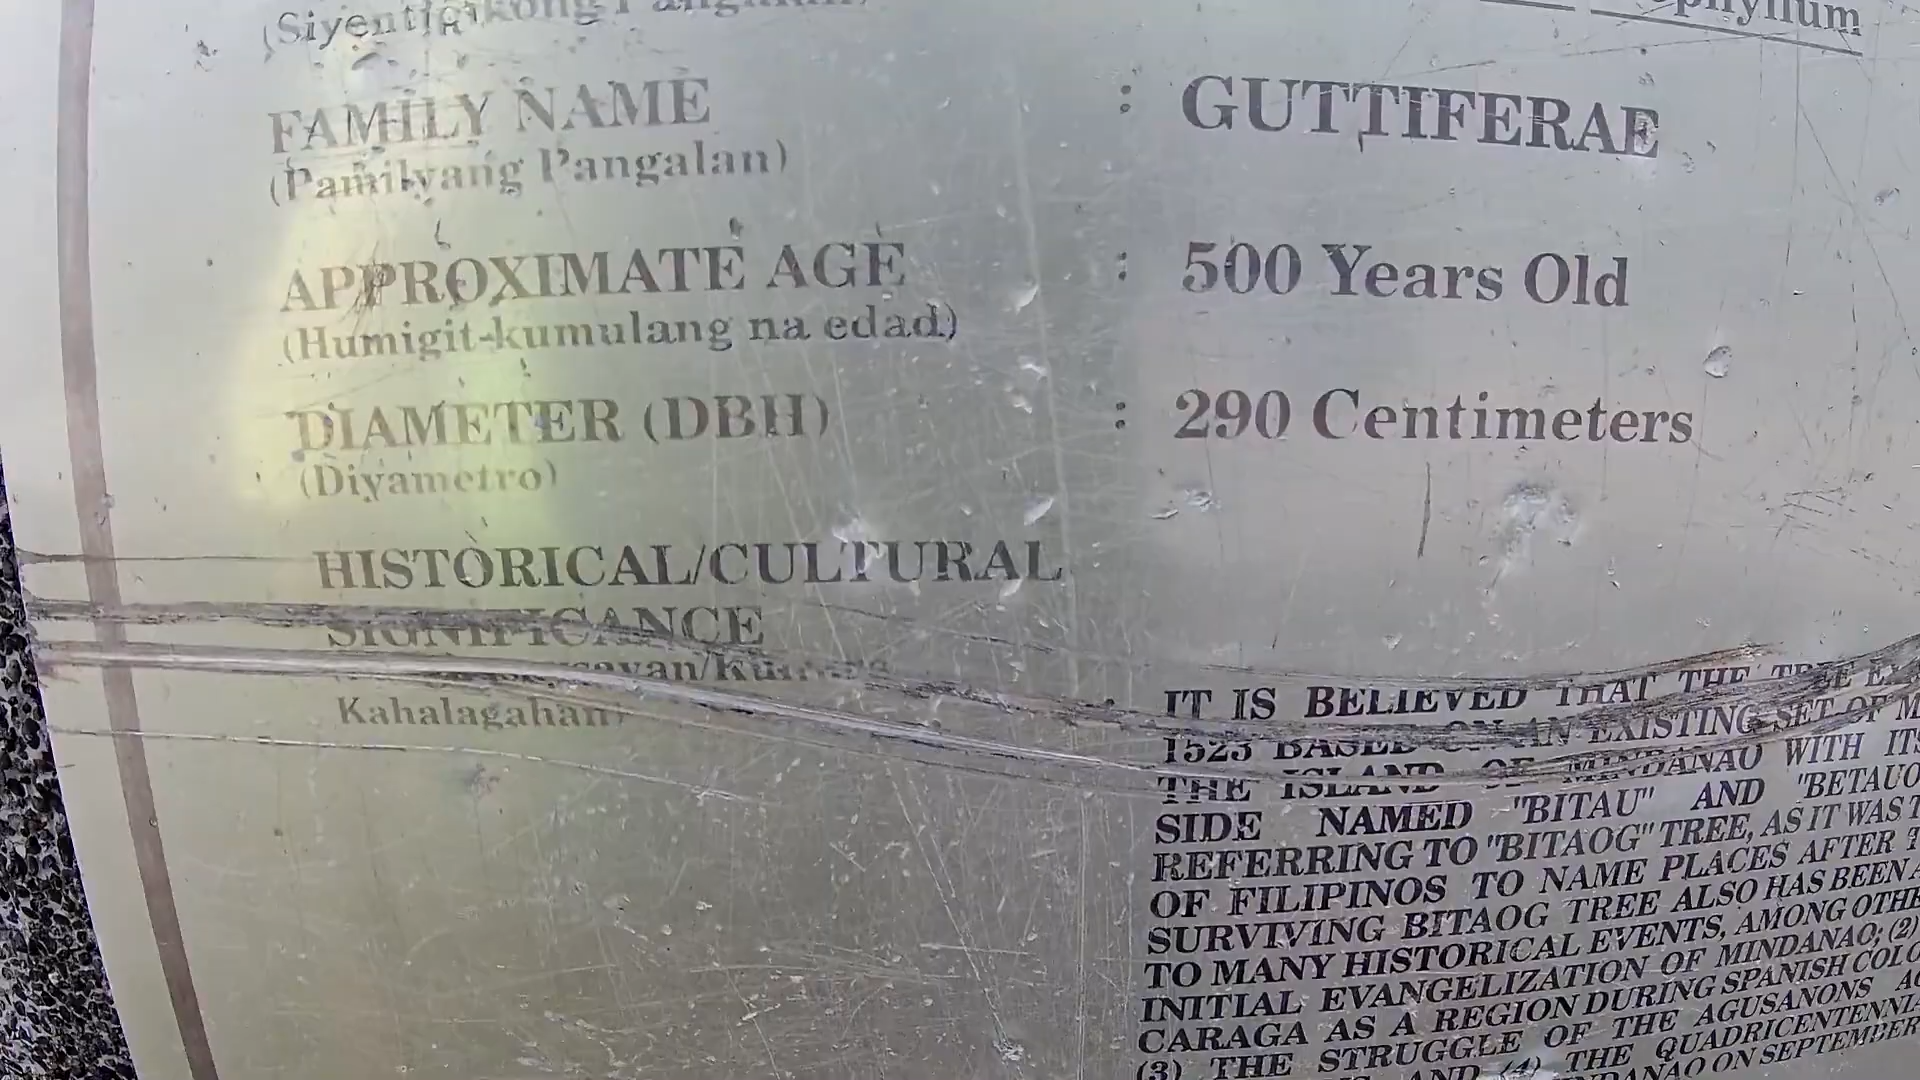 (Siyentipikong Pangalan)
FAMILY NAME : GUTTIFERAE
(Pamilyang Pangalan)
APPROXIMATE AGE : 500 Years Old
(Humigit-kumulang na edad)
DIAMETER (DBH) : 290 Centimeters
(Diyametro)
HISTORICAL/CULTURAL
SIGNIFICANCE
Kahalagahan) :
IT IS BELIEVED THAT THE TREE
1523 BASED ON AN EXISTING SET OF M
THE ISLAND OF MINDANAO WITH ITS
SIDE NAMED "BITAU" AND "BETAUO
REFERRING TO "BITAOG" TREE, AS IT WAS T
OF FILIPINOS TO NAME PLACES AFTER T
SURVIVING BITAOG TREE ALSO HAS BEEN A
TO MANY HISTORICAL EVENTS, AMONG OTHE
INITIAL EVANGELIZATION OF MINDANAO; (2)
CARAGA AS A REGION DURING SPANISH COLO
(3) THE STRUGGLE OF THE AGUSANONS AG
AND (4) THE QUADRICENTENNIA
ON SEPTEMBER